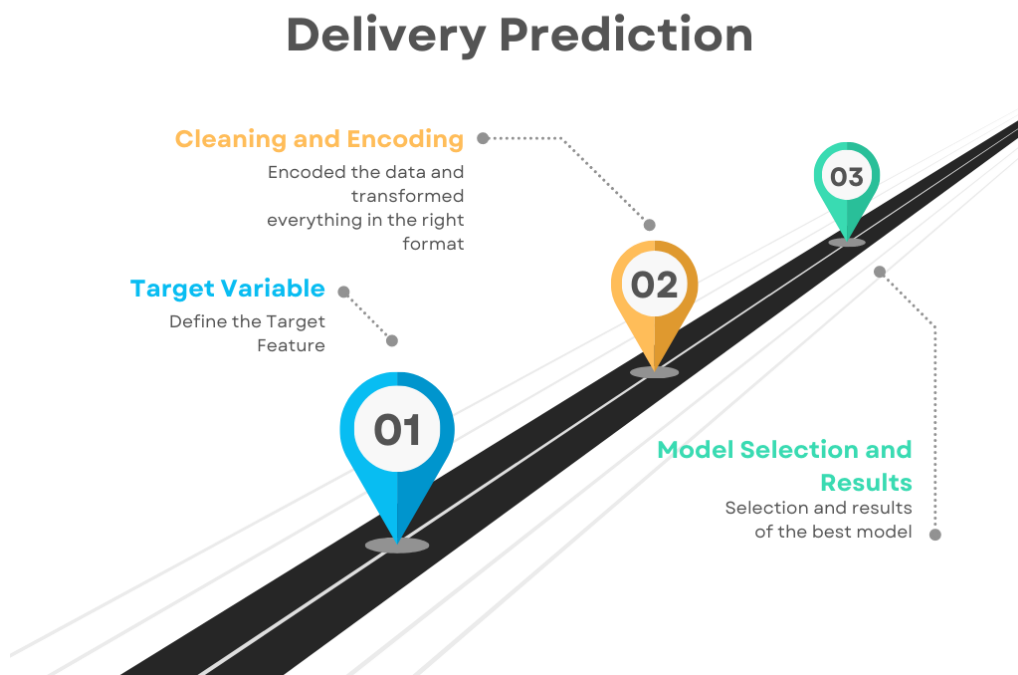 Delivery Prediction
Cleaning and Encoding
Encoded the data and
transformed
everything in the right
format
Target Variable
Define the Target
Feature
01
02
03
Model Selection and
Results
Selection and results
of the best model